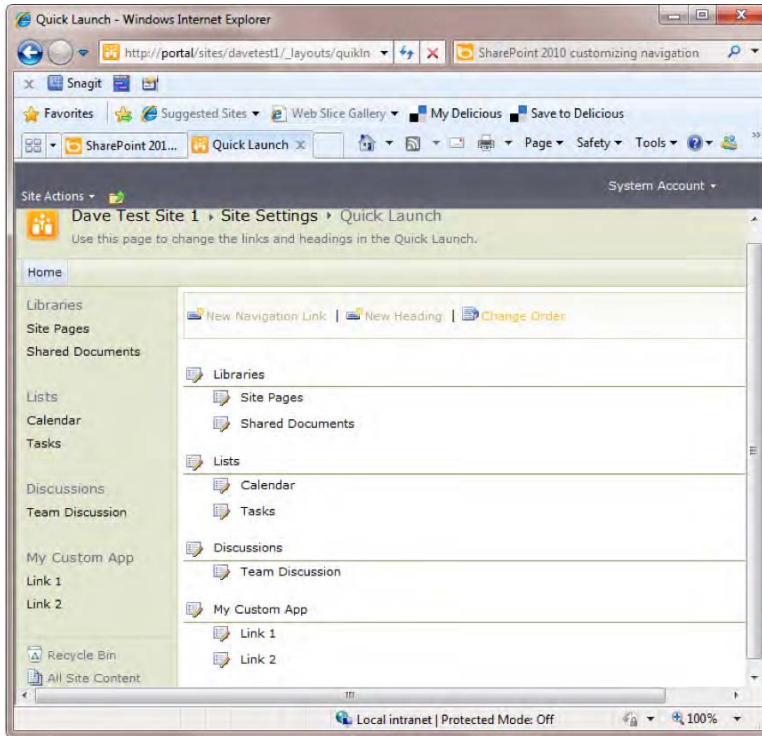 Quick Launch - Windows Internet Explorer
http://portal/sites/davetest1/_layouts/quikln
SharePoint 2010 customizing navigation
x Snagit
Favorites Suggested Sites Web Slice Gallery My Delicious Save to Delicious
SharePoint 201... Quick Launch x Page Safety Tools »
Site Actions System Account
Dave Test Site 1 Site Settings Quick Launch
Use this page to change the links and headings in the Quick Launch.
Home
Libraries
Site Pages
Shared Documents
Lists
Calendar
Tasks
Discussions
Team Discussion
My Custom App
Link 1
Link 2
Recycle Bin
All Site Content
New Navigation Link | New Heading | Change Order
Libraries
Site Pages
Shared Documents
Lists
Calendar
Tasks
Discussions
Team Discussion
My Custom App
Link 1
Link 2
Local intranet | Protected Mode: Off 100%